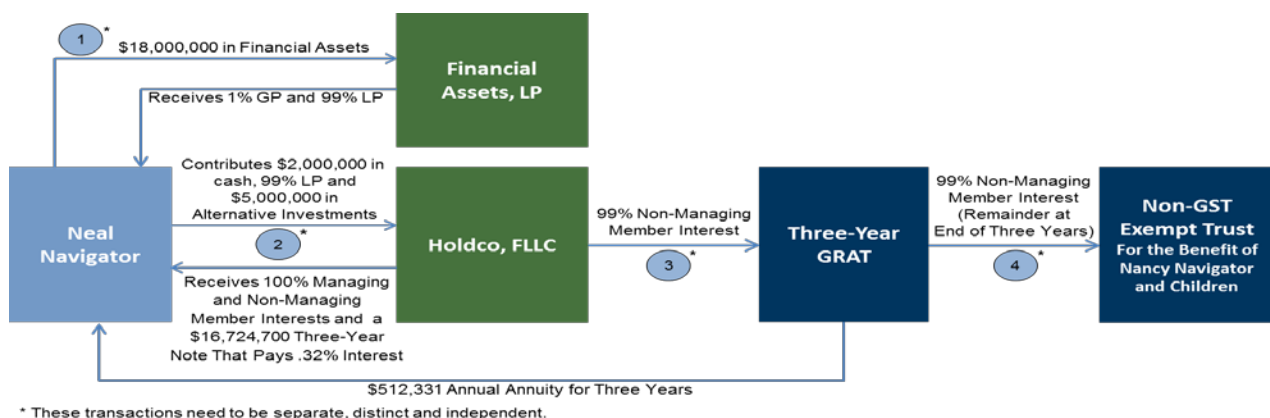 1 *
$18,000,000 in Financial Assets
Financial
Assets, LP
Receives 1% GP and 99% LP
Contributes $2,000,000 in
cash, 99% LP and
$5,000,000 in
Alternative Investments
2 *
Neal
Navigator
Holdco, FLLC
99% Non-Managing
Member Interest
3 *
Three-Year
GRAT
99% Non-Managing
Member Interest
(Remainder at
End of Three Years)
4 *
Non-GST
Exempt Trust
For the Benefit of
Nancy Navigator
and Children
Receives 100% Managing
and Non-Managing
Member Interests and a
$16,724,700 Three-Year
Note That Pays .32% Interest
$512,331 Annual Annuity for Three Years
* These transactions need to be separate, distinct and independent.